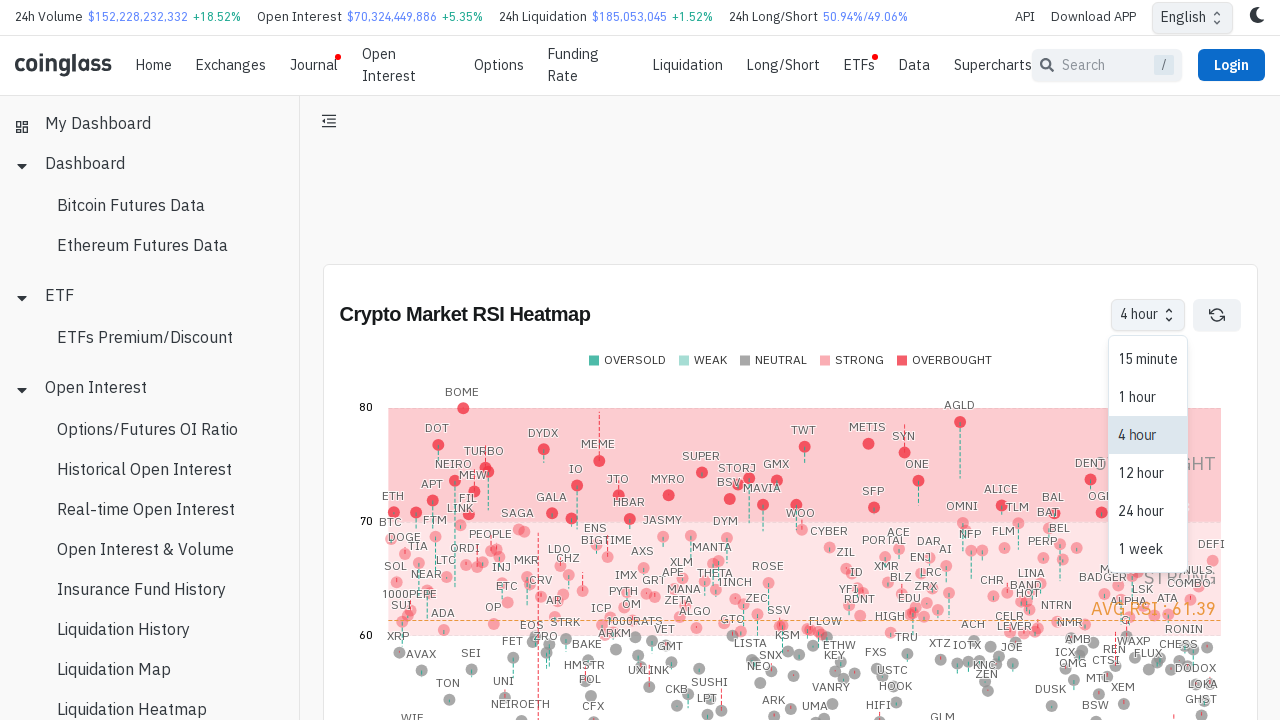 24h Volume $152,228,232,332 +18.52% Open Interest $70,324,449,886 +5.35% 24h Liquidation $185,053,045 +1.52% 24h Long/Short 50.94%/49.06% API Download APP English
coinglass Home Exchanges Journal Open Interest Options Funding Rate Liquidation Long/Short ETFs Data Supercharts Search / Login
My Dashboard
Dashboard
Bitcoin Futures Data
Ethereum Futures Data
ETF
ETFs Premium/Discount
Open Interest
Options/Futures OI Ratio
Historical Open Interest
Real-time Open Interest
Open Interest & Volume
Insurance Fund History
Liquidation History
Liquidation Map
Liquidation Heatmap
Crypto Market RSI Heatmap 4 hour
15 minute
1 hour
4 hour
12 hour
24 hour
1 week
OVERSOLD WEAK NEUTRAL STRONG OVERBOUGHT
BOME
80
AGLD
DOT DYDX MEME TWT METIS SYN
TURBO NEIRO MEW IO SUPER STORJ GMX ONE DENT
APT JTO MYRO BSV MAVIA SFP ALICE
ETH FIL LINK GALA HBAR OMNI TLM BAL
70
BTC FTM SAGA JASMY DYM WOO BAT
DOGE PEOPLE ENS CYBER ACE NFP FLM BEL
TIA ORDI LDO BIGTIME AXS MANTA ZIL PORTAL DAR AI PERP DEFI
SOL NEAR LTC INJ MKR CHZ XLM ROSE XMR ENJ
ETC CRV IMX GRT APE THETA 1INCH ID BLZ LRC CHR LINA BADGER
1000PEPE PYTH MANA YFI ZRX BAND HOT LSK COMBO
SUI ADA OP AR ICP OM ZETA ALGO ZEC SSV RDNT EDU NTRN ALPHA ATA
AVG RSI : 61.39
60
XRP EOS STRK 1000RATS VET GTC FLOW HIGH ACH CELR NMR RONIN
FET ZRO ARKM KSM TRU LEVER AMB
AVAX SEI BAKE GMT LISTA ETHW XTZ IOTX JOE ICX REN WAXP CHESS
HMSTR UXLINK SNX KEY FXS KNC OMG CTSI FLUX
TON UNI POL NEO USTC ZEN MTL DODOX
CKB SUSHI VANRY HOOK DUSK XEM LOKA
NEIROETH CFX LPT ARK UMA HIFI BSW GHST
WIF GLM